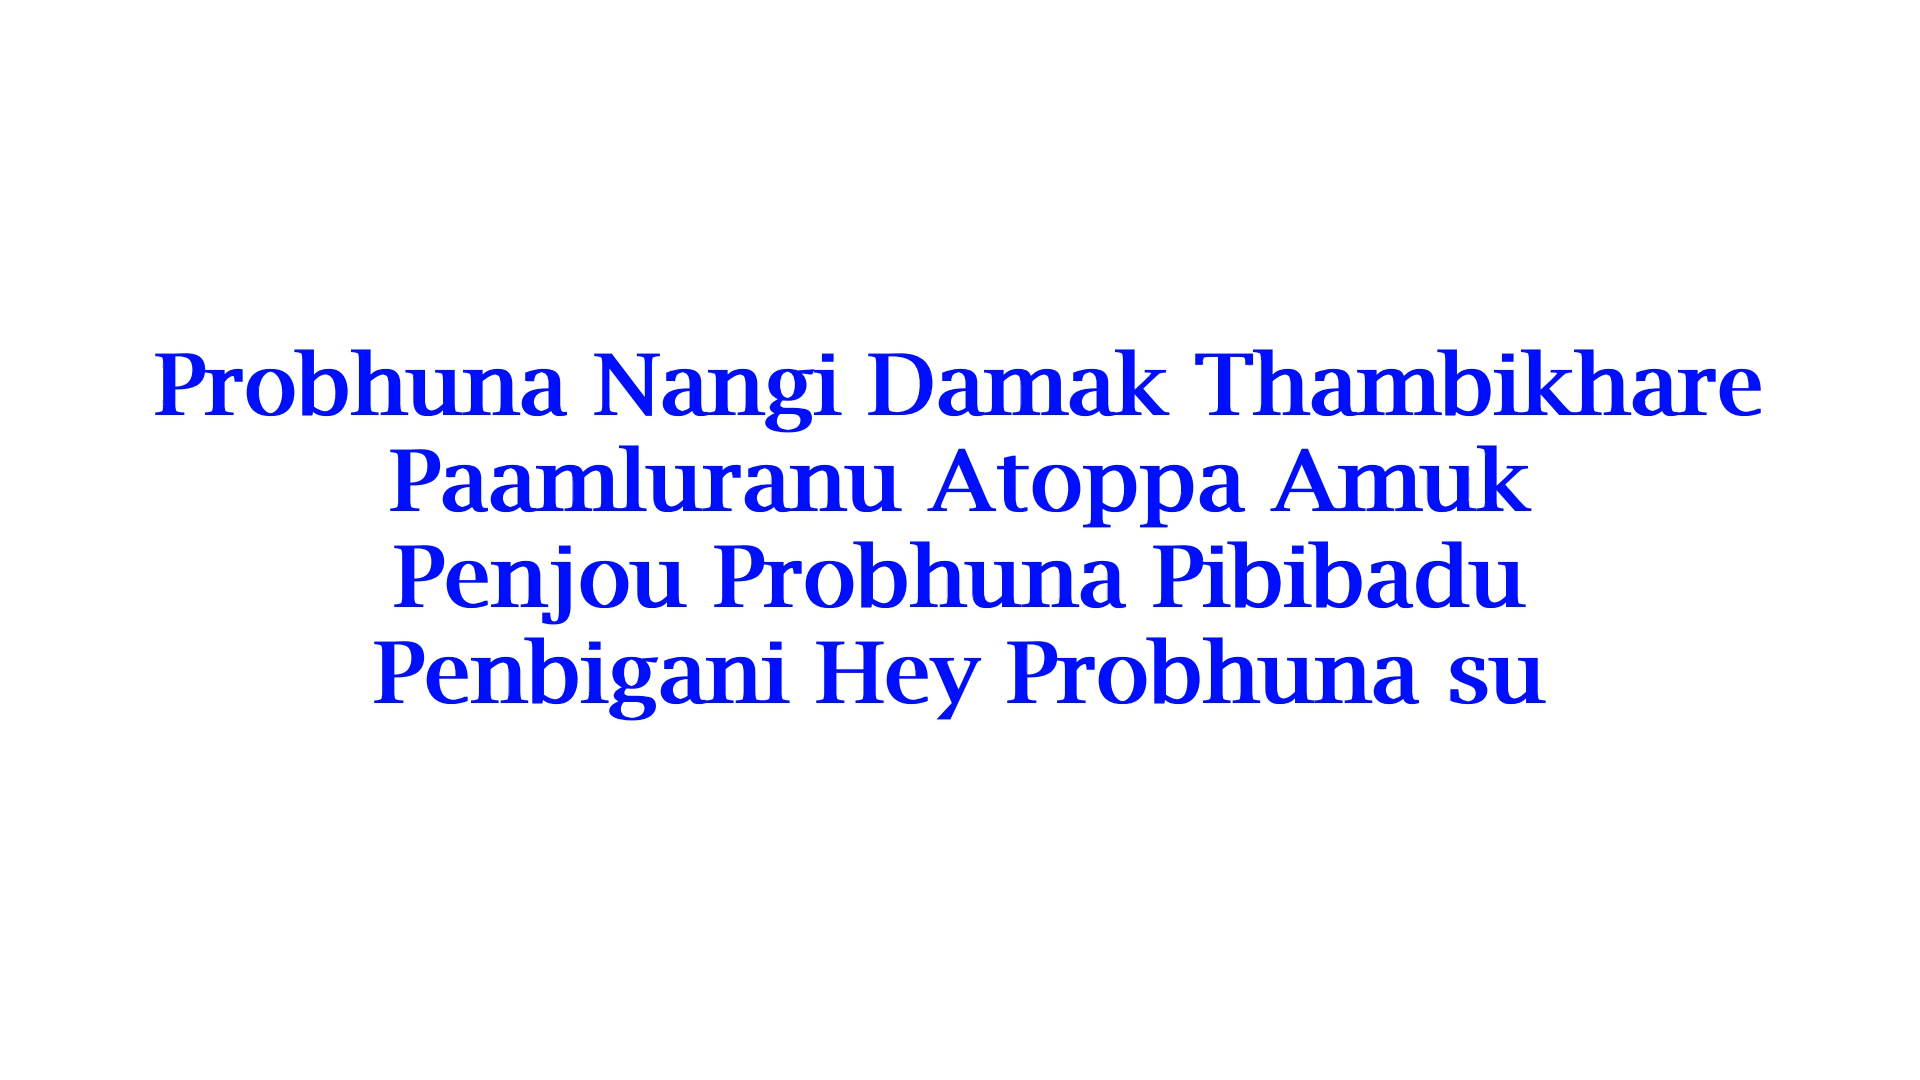 Probhuna Nangi Damak Thambikhare
Paamluranu Atoppa Amuk
Penjou Probhuna Pibibadu
Penbigani Hey Probhuna su